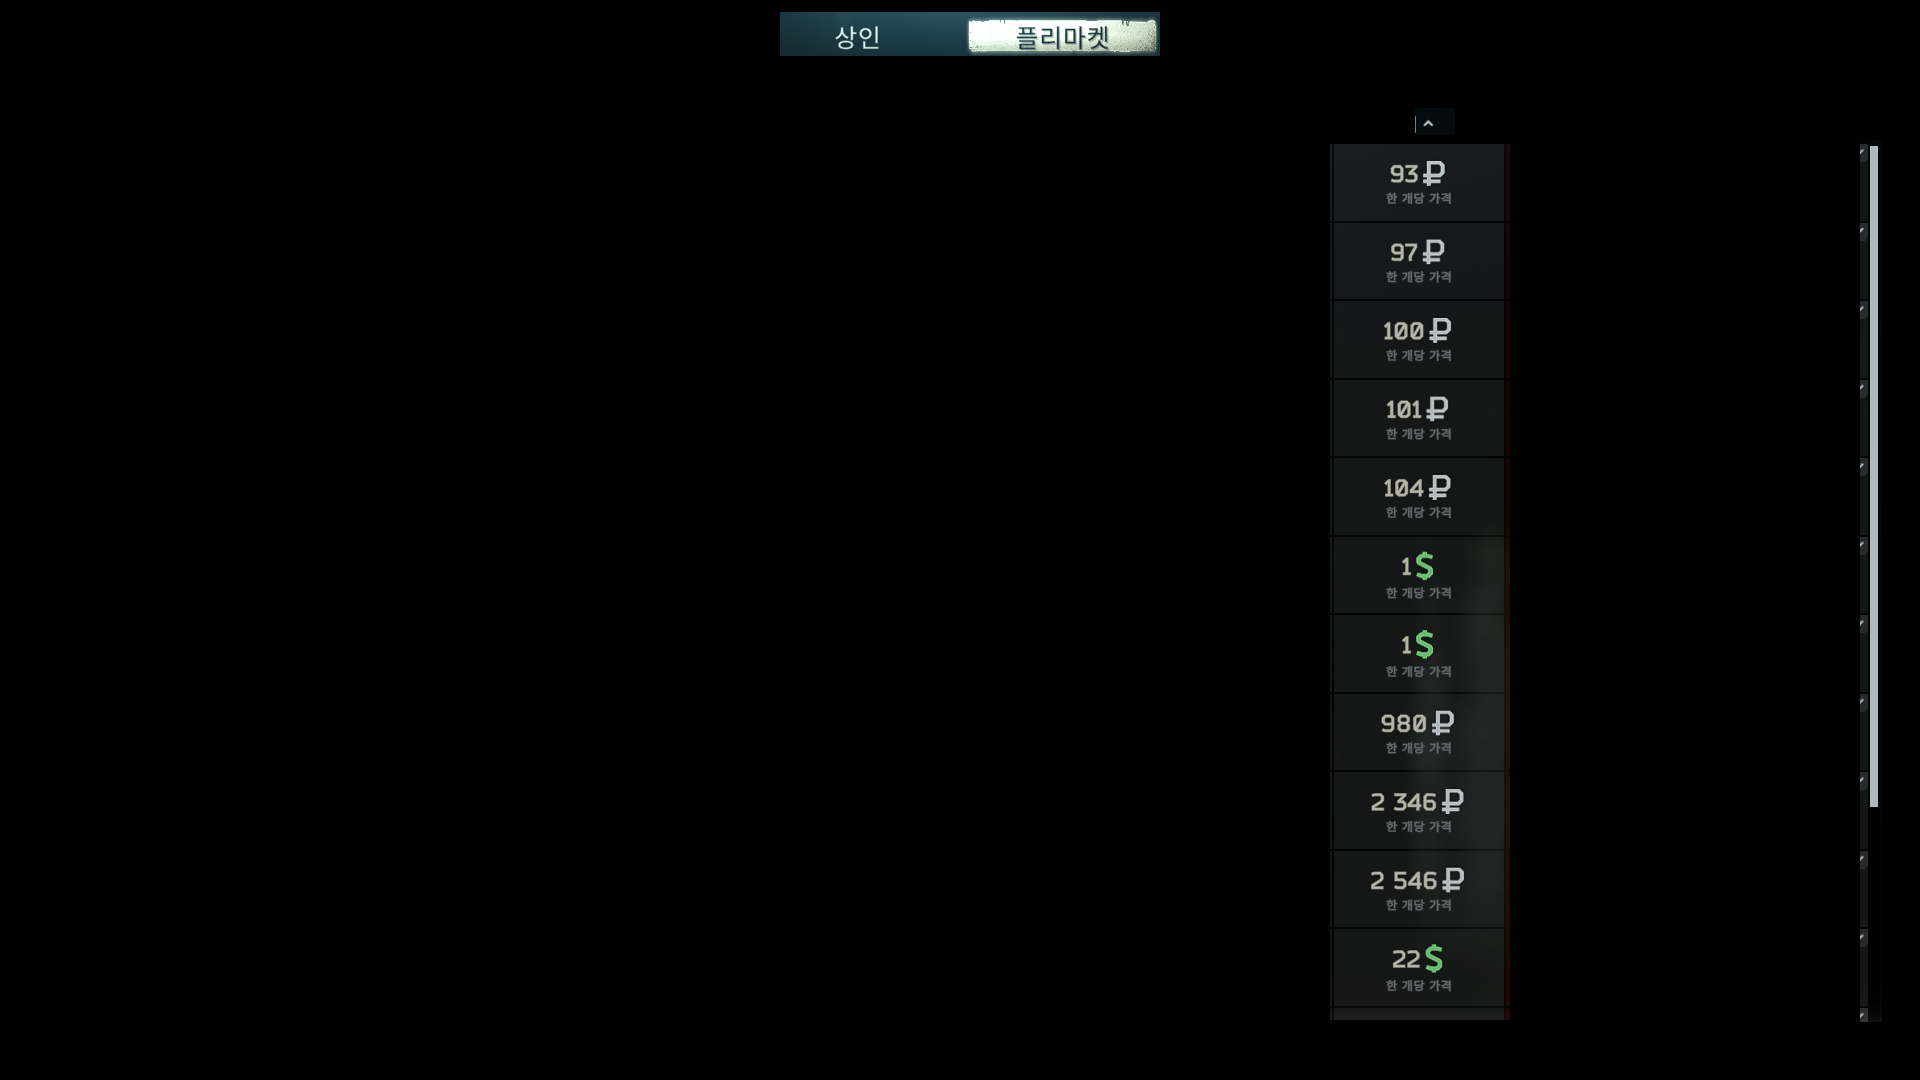 상인
플리마켓
93 ₽
한 개당 가격
97 ₽
한 개당 가격
100 ₽
한 개당 가격
101 ₽
한 개당 가격
104 ₽
한 개당 가격
1 $
한 개당 가격
1 $
한 개당 가격
980 ₽
한 개당 가격
2 346 ₽
한 개당 가격
2 546 ₽
한 개당 가격
22 $
한 개당 가격